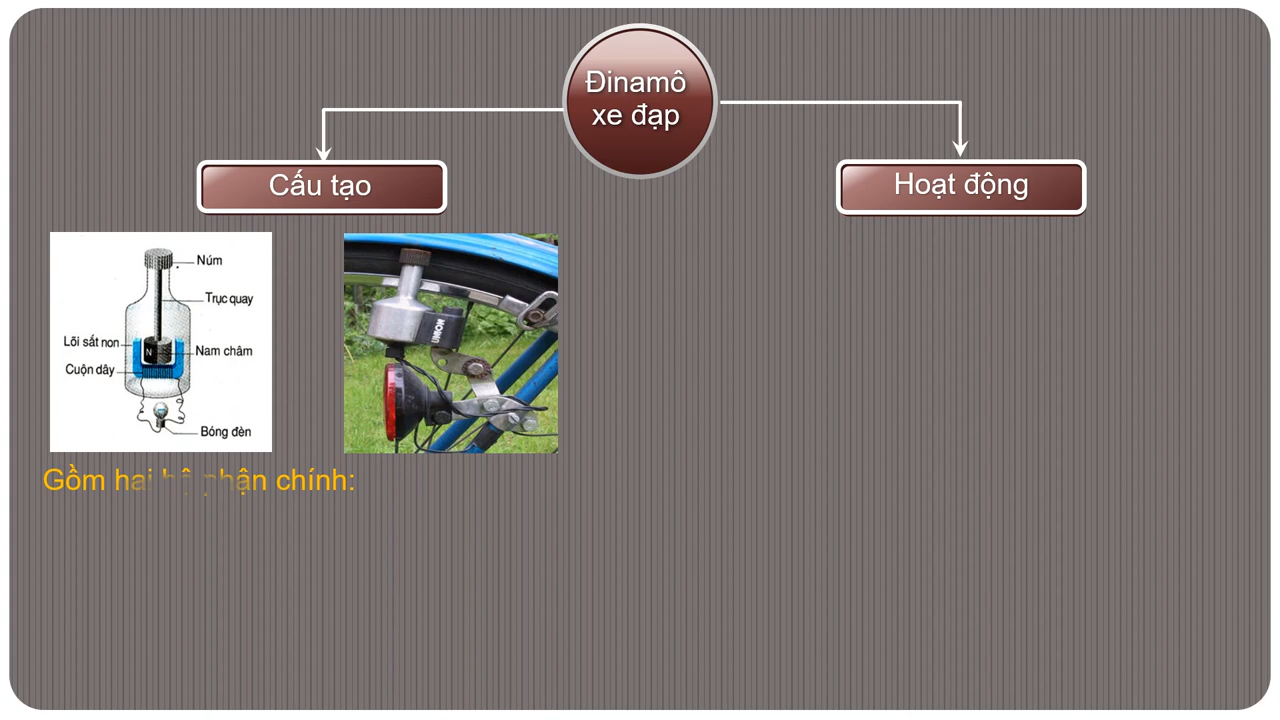 Đinamô
xe đạp
Cấu tạo
Hoạt động
Núm
Trục quay
Lõi sắt non
N
Nam châm
Cuộn dây
Bóng đèn
UNION
Gồm hai bộ phận chính: